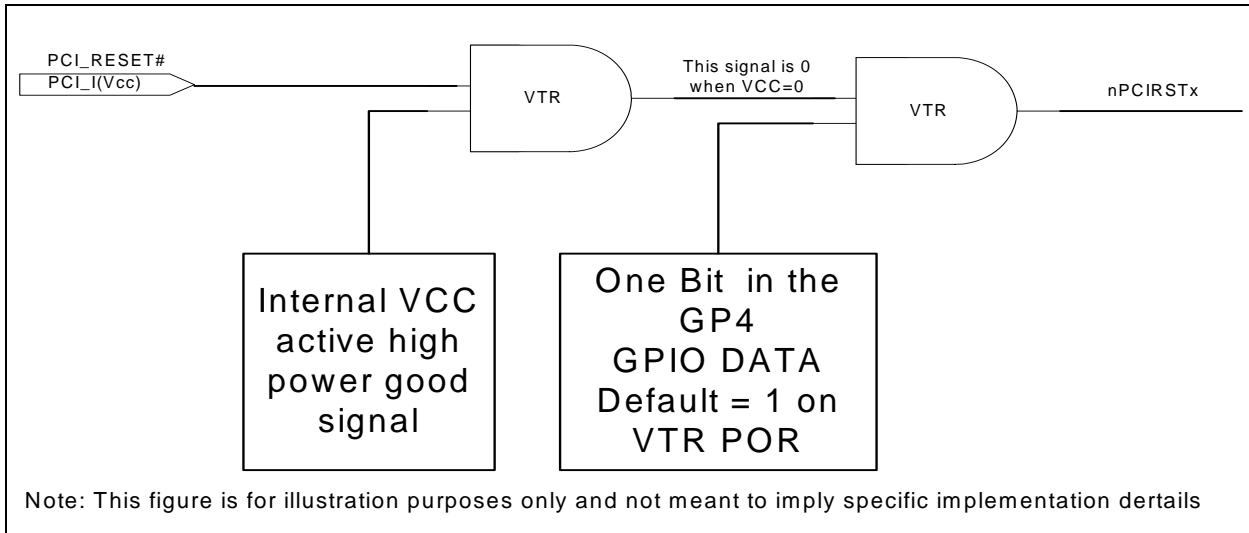 PCI_RESET#
PCI_I(Vcc)
VTR
This signal is 0
when VCC=0
VTR
nPCIRSTx
Internal VCC
active high
power good
signal
One Bit in the
GP4
GPIO DATA
Default = 1 on
VTR POR
Note: This figure is for illustration purposes only and not meant to imply specific implementation dertails